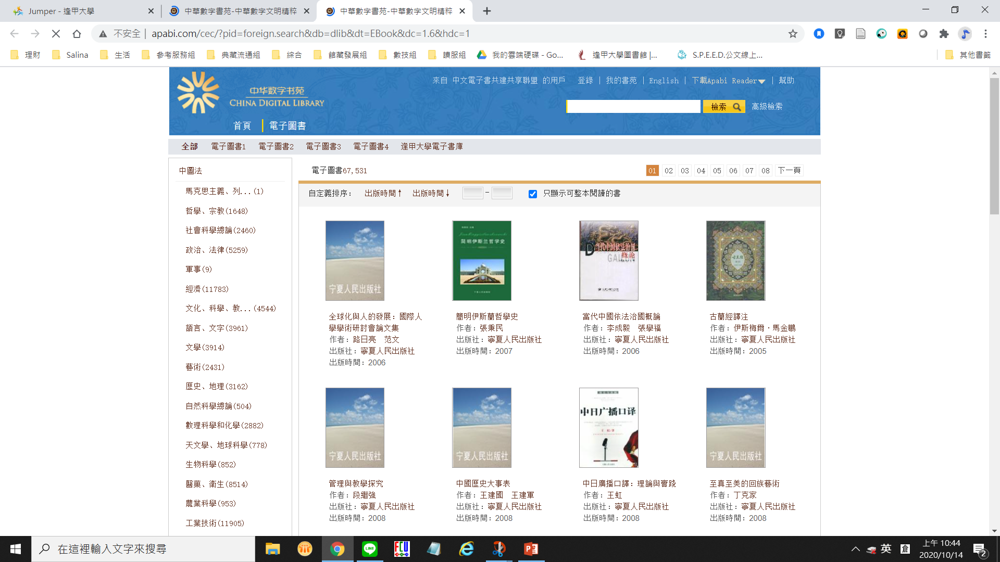 Jumper - 逢甲大學
中華數字書苑-中華數字文明精粹
中華數字書苑-中華數字文明精粹
不安全 | apabi.com/cec/?pid=foreign.search&db=dlib&dt=EBook&dc=1.6&hdc=1
理財 Salina 生活 參考服務組 典藏流通組 綜合 館藏發展組 數技組 讀服組 我的雲端硬碟 - Go... 逢甲大學圖書館 |... S.P.E.E.D.公文線上... 其他書籤
中华数字书苑
CHINA DIGITAL LIBRARY
來自 中文電子書共建共享聯盟 的用戶 登錄 | 我的書苑 | English | 下載Apabi Reader | 幫助
檢索 高級檢索
首頁 電子圖書
全部 電子圖書1 電子圖書2 電子圖書3 電子圖書4 逢甲大學電子書庫
中圖法
馬克思主義、列...(1)
哲學、宗教(1648)
社會科學總論(2460)
政治、法律(5259)
軍事(9)
經濟(11783)
文化、科學、教...(4544)
語言、文字(3961)
文學(3914)
藝術(2431)
歷史、地理(3162)
自然科學總論(504)
數理科學和化學(2882)
天文學、地球科學(778)
生物科學(852)
醫藥、衛生(8514)
農業科學(953)
工業技術(11905)
電子圖書67,531
01 02 03 04 05 06 07 08 下一頁
自定義排序： 出版時間↑ 出版時間↓ - 只顯示可整本閱讀的書
宁夏人民出版社
简明伊斯兰哲学史
当代中国依法治国
概论
古兰经
全球化與人的發展：國際人
學學術研討會論文集
作者：路日亮 范文
出版社：寧夏人民出版社
出版時間：2006
簡明伊斯蘭哲學史
作者：張秉民
出版社：寧夏人民出版社
出版時間：2007
當代中國依法治國概論
作者：李成毅 張學福
出版社：寧夏人民出版社
出版時間：2006
古蘭經譯注
作者：伊斯梅爾·馬金鵬
出版社：寧夏人民出版社
出版時間：2005
宁夏人民出版社
宁夏人民出版社
中日广播口译
宁夏人民出版社
管理與教學探究
作者：段繼強
出版社：寧夏人民出版社
出版時間：2008
中國歷史大事表
作者：王建國 王建軍
出版社：寧夏人民出版社
出版時間：2008
中日廣播口譯：理論與實踐
作者：王虹
出版社：寧夏人民出版社
出版時間：2008
至真至美的回族藝術
作者：丁克家
出版社：寧夏人民出版社
出版時間：2008
在這裡輸入文字來搜尋
LINE
FCU
英 倉
上午 10:44
2020/10/14
2